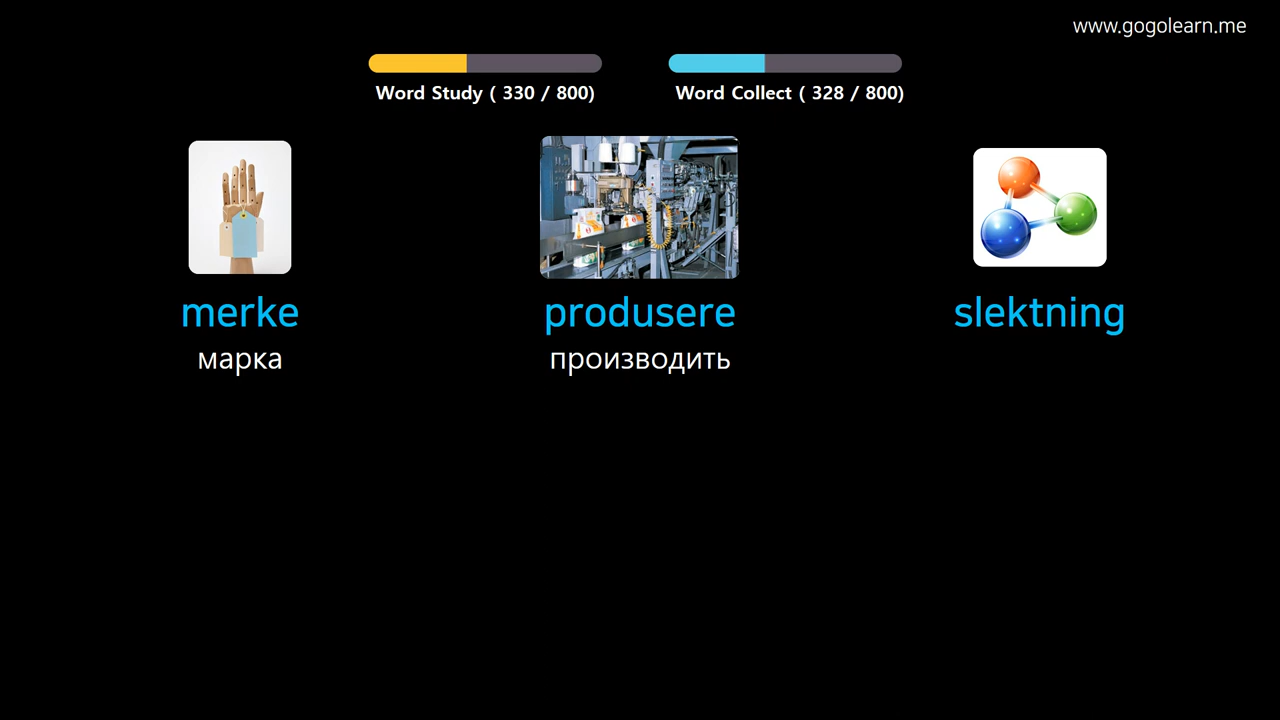 www.gogolearn.me
Word Study ( 330 / 800)
Word Collect ( 328 / 800)
merke
produsere
slektning
марка
производить